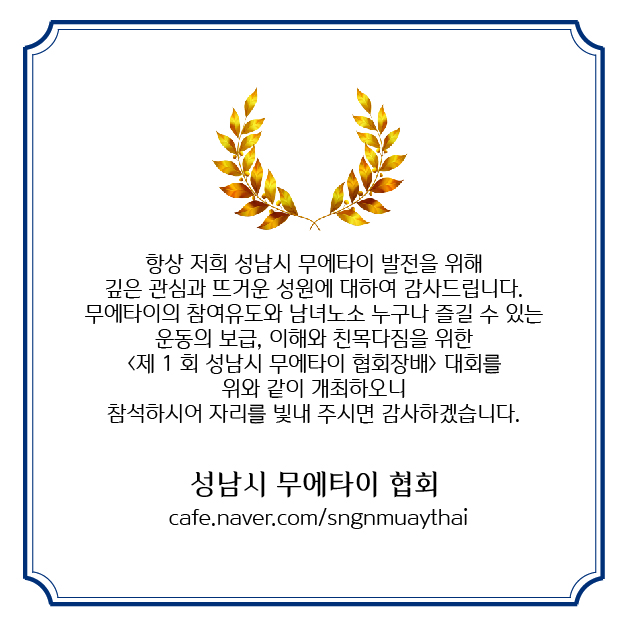 항상 저희 성남시 무에타이 발전을 위해
깊은 관심과 뜨거운 성원에 대하여 감사드립니다.
무에타이의 참여유도와 남녀노소 누구나 즐길 수 있는
운동의 보급, 이해와 친목다짐을 위한
<제 1 회 성남시 무에타이 협회장배> 대회를
위와 같이 개최하오니
참석하시어 자리를 빛내 주시면 감사하겠습니다.
성남시 무에타이 협회
cafe.naver.com/sngnmuaythai